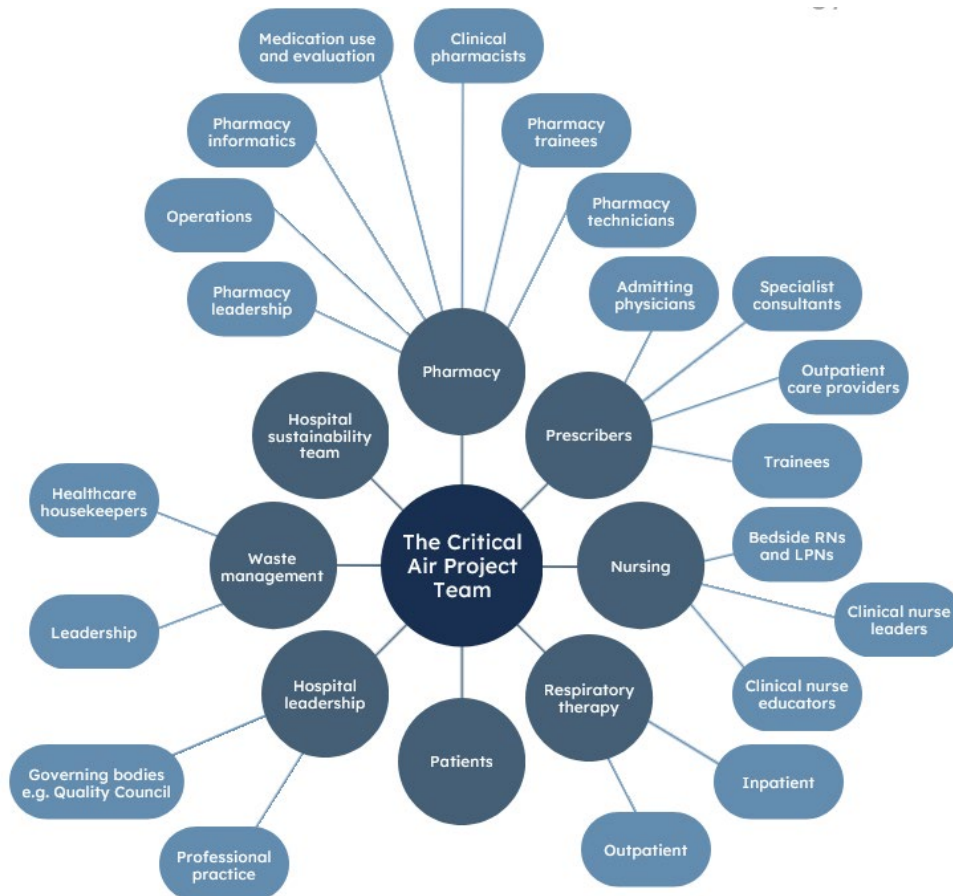 Medication use
and evaluation
Clinical
pharmacists
Pharmacy
informatics
Pharmacy
trainees
Operations
Pharmacy
technicians
Pharmacy
leadership
Admitting
physicians
Specialist
consultants
Pharmacy
Outpatient
care providers
Hospital
sustainability
team
Prescribers
Trainees
Healthcare
housekeepers
The Critical
Air Project
Team
Waste
management
Nursing
Bedside RNs
and LPNs
Leadership
Clinical nurse
leaders
Hospital
leadership
Respiratory
therapy
Clinical nurse
educators
Patients
Governing bodies
e.g. Quality Council
Inpatient
Professional
practice
Outpatient